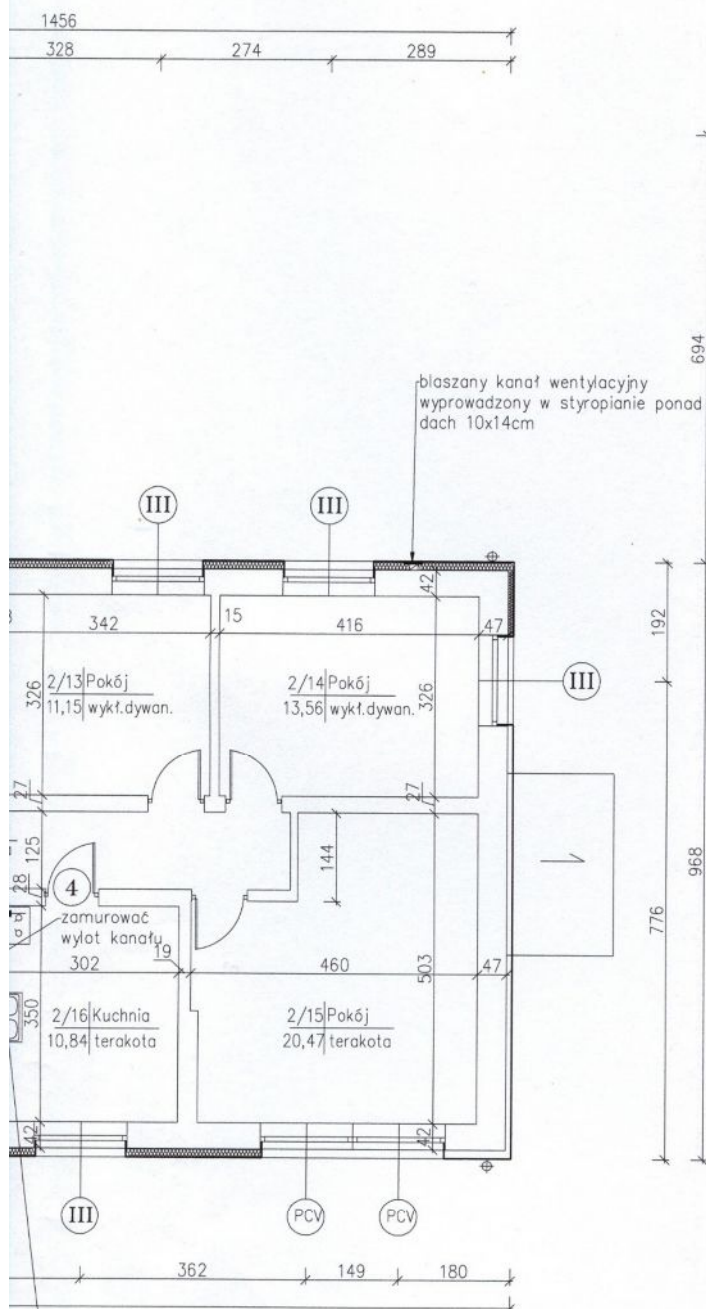 1456
328 274 289
694
blaszany kanał wentylacyjny
wyprowadzony w styropianie ponad
dach 10x14cm
III III
42
192
342 15 416 47
III
326 2/13 Pokój
11,15 wykł.dywan.
2/14 Pokój 326
13,56 wykł.dywan.
27 27
125 144
968
776
28 4
zamurować
wylot kanału
302 19 460 503 47
350 2/16 Kuchnia
10,84 terakota
2/15 Pokój
20,47 terakota
42 42
III PCV PCV
362 149 180